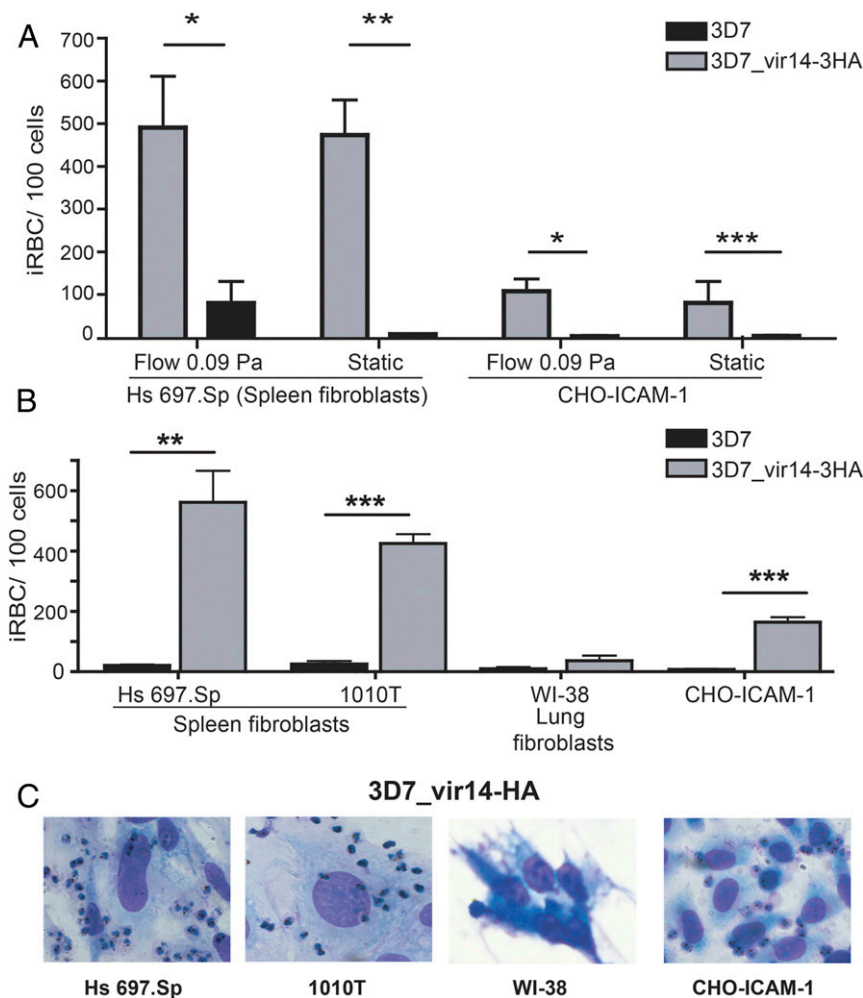 A
700
600
500
400
300
200
100
0
iRBC/ 100 cells
*
**
*
***
3D7
3D7_vir14-3HA
Flow 0.09 Pa Static Flow 0.09 Pa Static
Hs 697.Sp (Spleen fibroblasts) CHO-ICAM-1
B
600
400
200
0
iRBC/ 100 cells
**
***
***
3D7
3D7_vir14-3HA
Hs 697.Sp 1010T WI-38 CHO-ICAM-1
Spleen fibroblasts Lung
fibroblasts
C
3D7_vir14-HA
Hs 697.Sp 1010T WI-38 CHO-ICAM-1